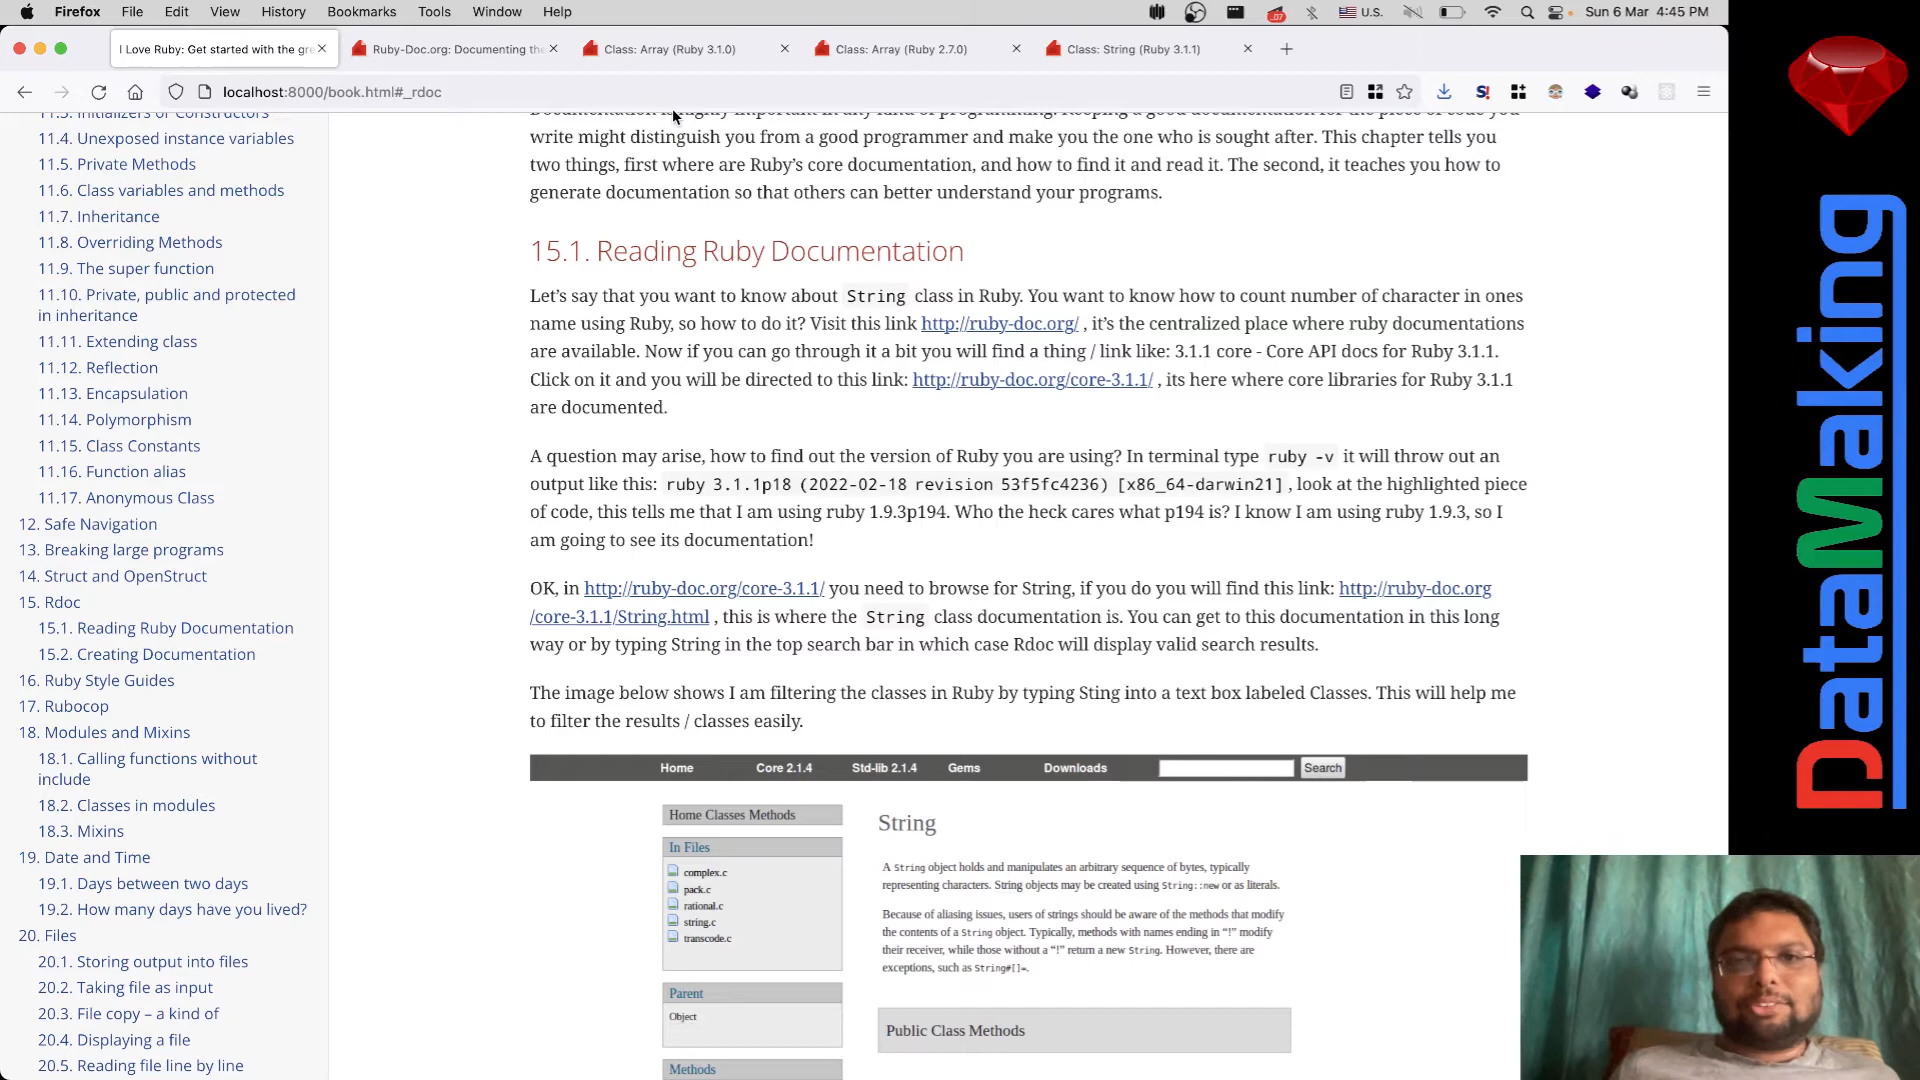 Firefox File Edit View History Bookmarks Tools Window Help
.07 U.S. Sun 6 Mar 4:45 PM
I Love Ruby: Get started with the gre
Ruby-Doc.org: Documenting the
Class: Array (Ruby 3.1.0)
Class: Array (Ruby 2.7.0)
Class: String (Ruby 3.1.1)
localhost:8000/book.html#_rdoc
11.3. Initializers or Constructors
11.4. Unexposed instance variables
11.5. Private Methods
11.6. Class variables and methods
11.7. Inheritance
11.8. Overriding Methods
11.9. The super function
11.10. Private, public and protected
in inheritance
11.11. Extending class
11.12. Reflection
11.13. Encapsulation
11.14. Polymorphism
11.15. Class Constants
11.16. Function alias
11.17. Anonymous Class
12. Safe Navigation
13. Breaking large programs
14. Struct and OpenStruct
15. Rdoc
15.1. Reading Ruby Documentation
15.2. Creating Documentation
16. Ruby Style Guides
17. Rubocop
18. Modules and Mixins
18.1. Calling functions without
include
18.2. Classes in modules
18.3. Mixins
19. Date and Time
19.1. Days between two days
19.2. How many days have you lived?
20. Files
20.1. Storing output into files
20.2. Taking file as input
20.3. File copy – a kind of
20.4. Displaying a file
20.5. Reading file line by line
Documentation is highly important in any kind of programming. Keeping a good documentation for the piece of code you
write might distinguish you from a good programmer and make you the one who is sought after. This chapter tells you
two things, first where are Ruby’s core documentation, and how to find it and read it. The second, it teaches you how to
generate documentation so that others can better understand your programs.
15.1. Reading Ruby Documentation
Let’s say that you want to know about String class in Ruby. You want to know how to count number of character in ones
name using Ruby, so how to do it? Visit this link http://ruby-doc.org/ , it’s the centralized place where ruby documentations
are available. Now if you can go through it a bit you will find a thing / link like: 3.1.1 core - Core API docs for Ruby 3.1.1.
Click on it and you will be directed to this link: http://ruby-doc.org/core-3.1.1/ , its here where core libraries for Ruby 3.1.1
are documented.
A question may arise, how to find out the version of Ruby you are using? In terminal type ruby -v it will throw out an
output like this: ruby 3.1.1p18 (2022-02-18 revision 53f5fc4236) [x86_64-darwin21] , look at the highlighted piece
of code, this tells me that I am using ruby 1.9.3p194. Who the heck cares what p194 is? I know I am using ruby 1.9.3, so I
am going to see its documentation!
OK, in http://ruby-doc.org/core-3.1.1/ you need to browse for String, if you do you will find this link: http://ruby-doc.org
/core-3.1.1/String.html , this is where the String class documentation is. You can get to this documentation in this long
way or by typing String in the top search bar in which case Rdoc will display valid search results.
The image below shows I am filtering the classes in Ruby by typing Sting into a text box labeled Classes. This will help me
to filter the results / classes easily.
Home Core 2.1.4 Std-lib 2.1.4 Gems Downloads Search
Home Classes Methods
In Files
complex.c
pack.c
rational.c
string.c
transcode.c
Parent
Object
Methods
String
A String object holds and manipulates an arbitrary sequence of bytes, typically
representing characters. String objects may be created using String::new or as literals.
Because of aliasing issues, users of strings should be aware of the methods that modify
the contents of a String object. Typically, methods with names ending in “!” modify
their receiver, while those without a “!” return a new String. However, there are
exceptions, such as String#[]=.
Public Class Methods
DataMaking